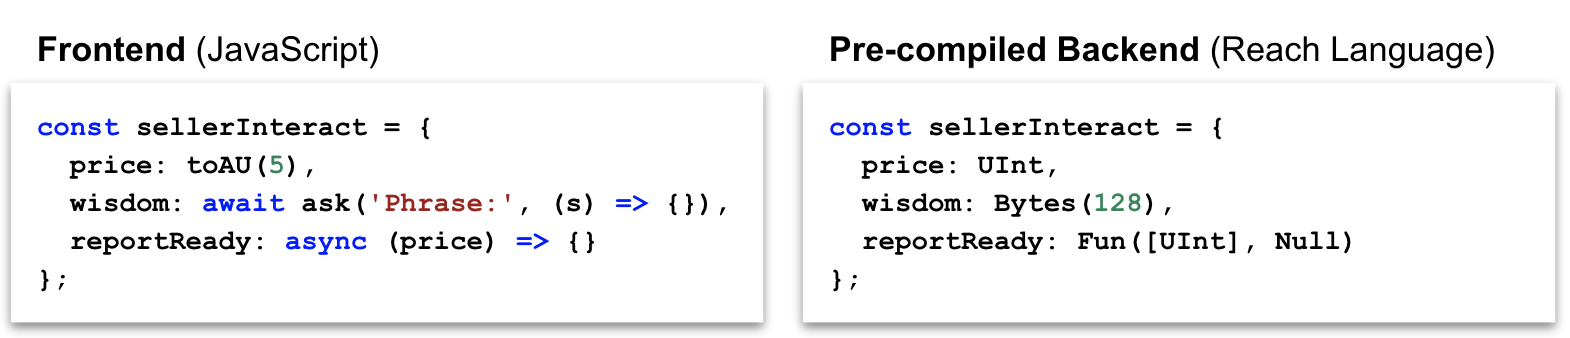 Frontend (JavaScript)
const sellerInteract = {
  price: toAU(5),
  wisdom: await ask('Phrase:', (s) => {}),
  reportReady: async (price) => {}
};
Pre-compiled Backend (Reach Language)
const sellerInteract = {
  price: UInt,
  wisdom: Bytes(128),
  reportReady: Fun([UInt], Null)
};